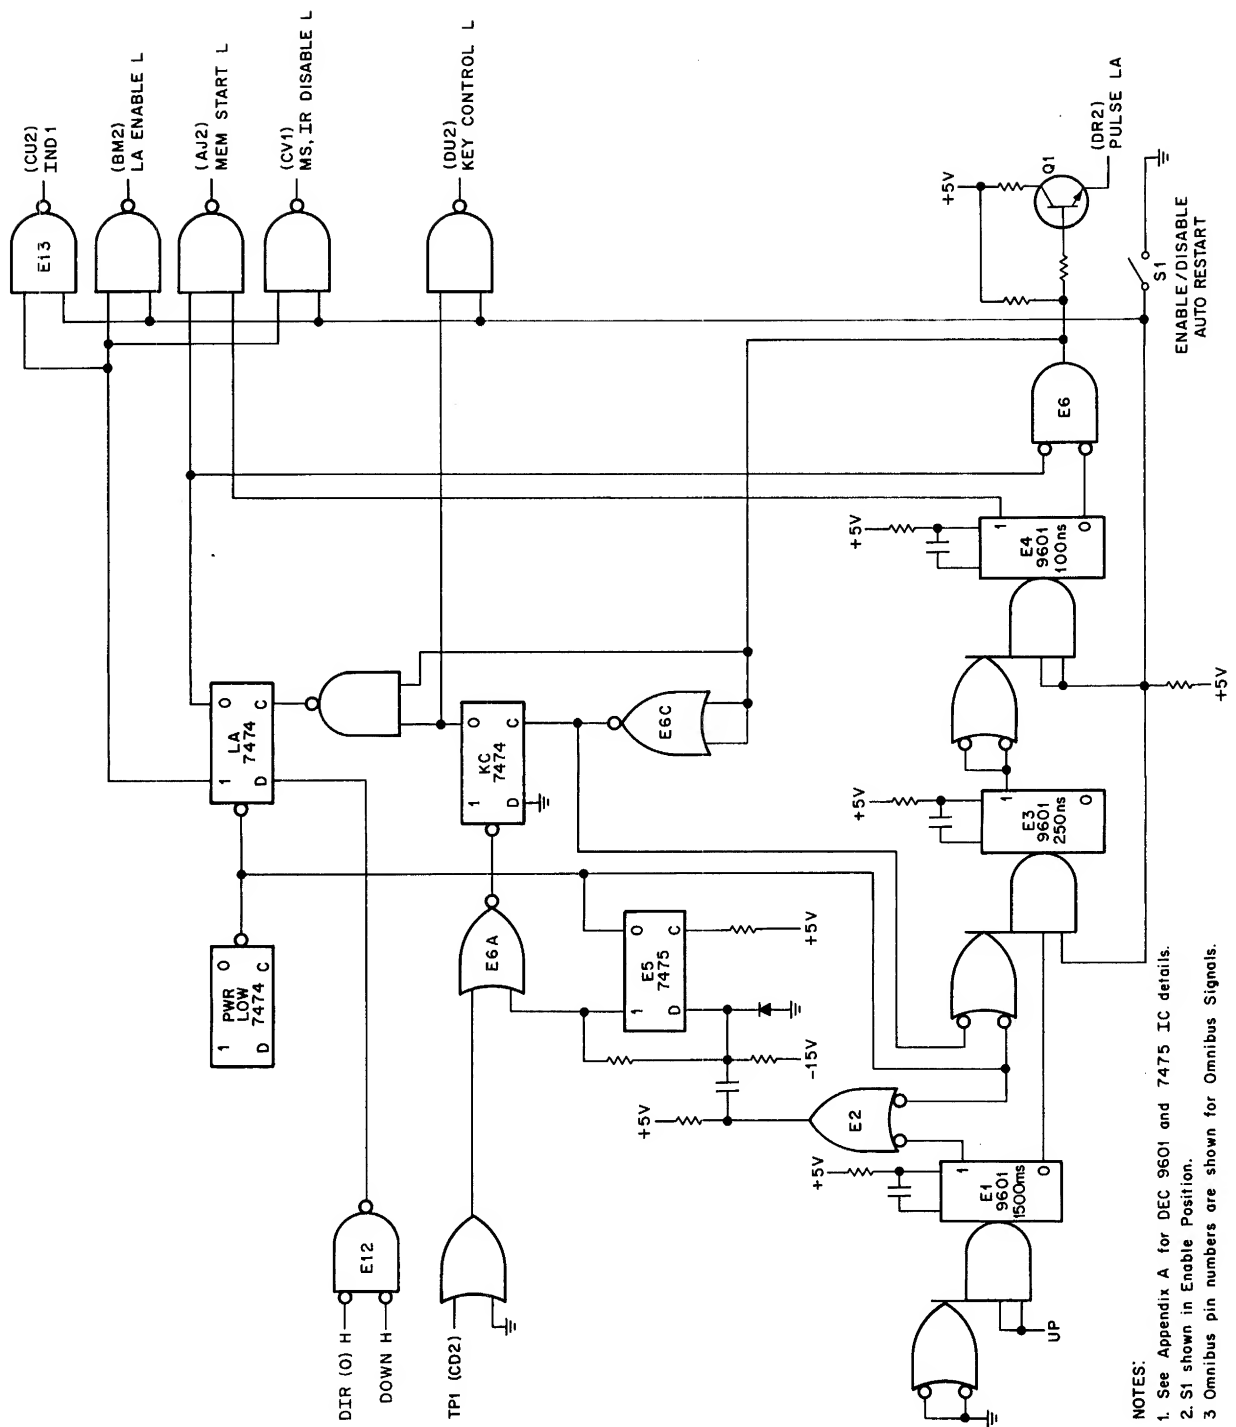 (CU2)
IND1
E13
(BM2)
LA ENABLE L
(AJ2)
MEM START L
(CV1)
MS, IR DISABLE L
(DU2)
KEY CONTROL L
+5V
Q1
(DR2)
PULSE LA
S1
ENABLE/DISABLE
AUTO RESTART
E6
+5V
E4
9601
100ns
1
0
+5V
LA
7474
1
0
D
C
KC
7474
1
0
D
C
E6C
+5V
E3
9601
250ns
1
0
PWR
LOW
7474
1
0
D
C
E6A
E5
7475
1
0
D
C
+5V
-15V
+5V
E2
+5V
E1
9601
1500ms
1
0
UP
E12
DIR (0) H
DOWN H
TP1 (CD2)
NOTES:
1. See Appendix A for DEC 9601 and 7475 IC details.
2. S1 shown in Enable Position.
3 Omnibus pin numbers are shown for Omnibus Signals.